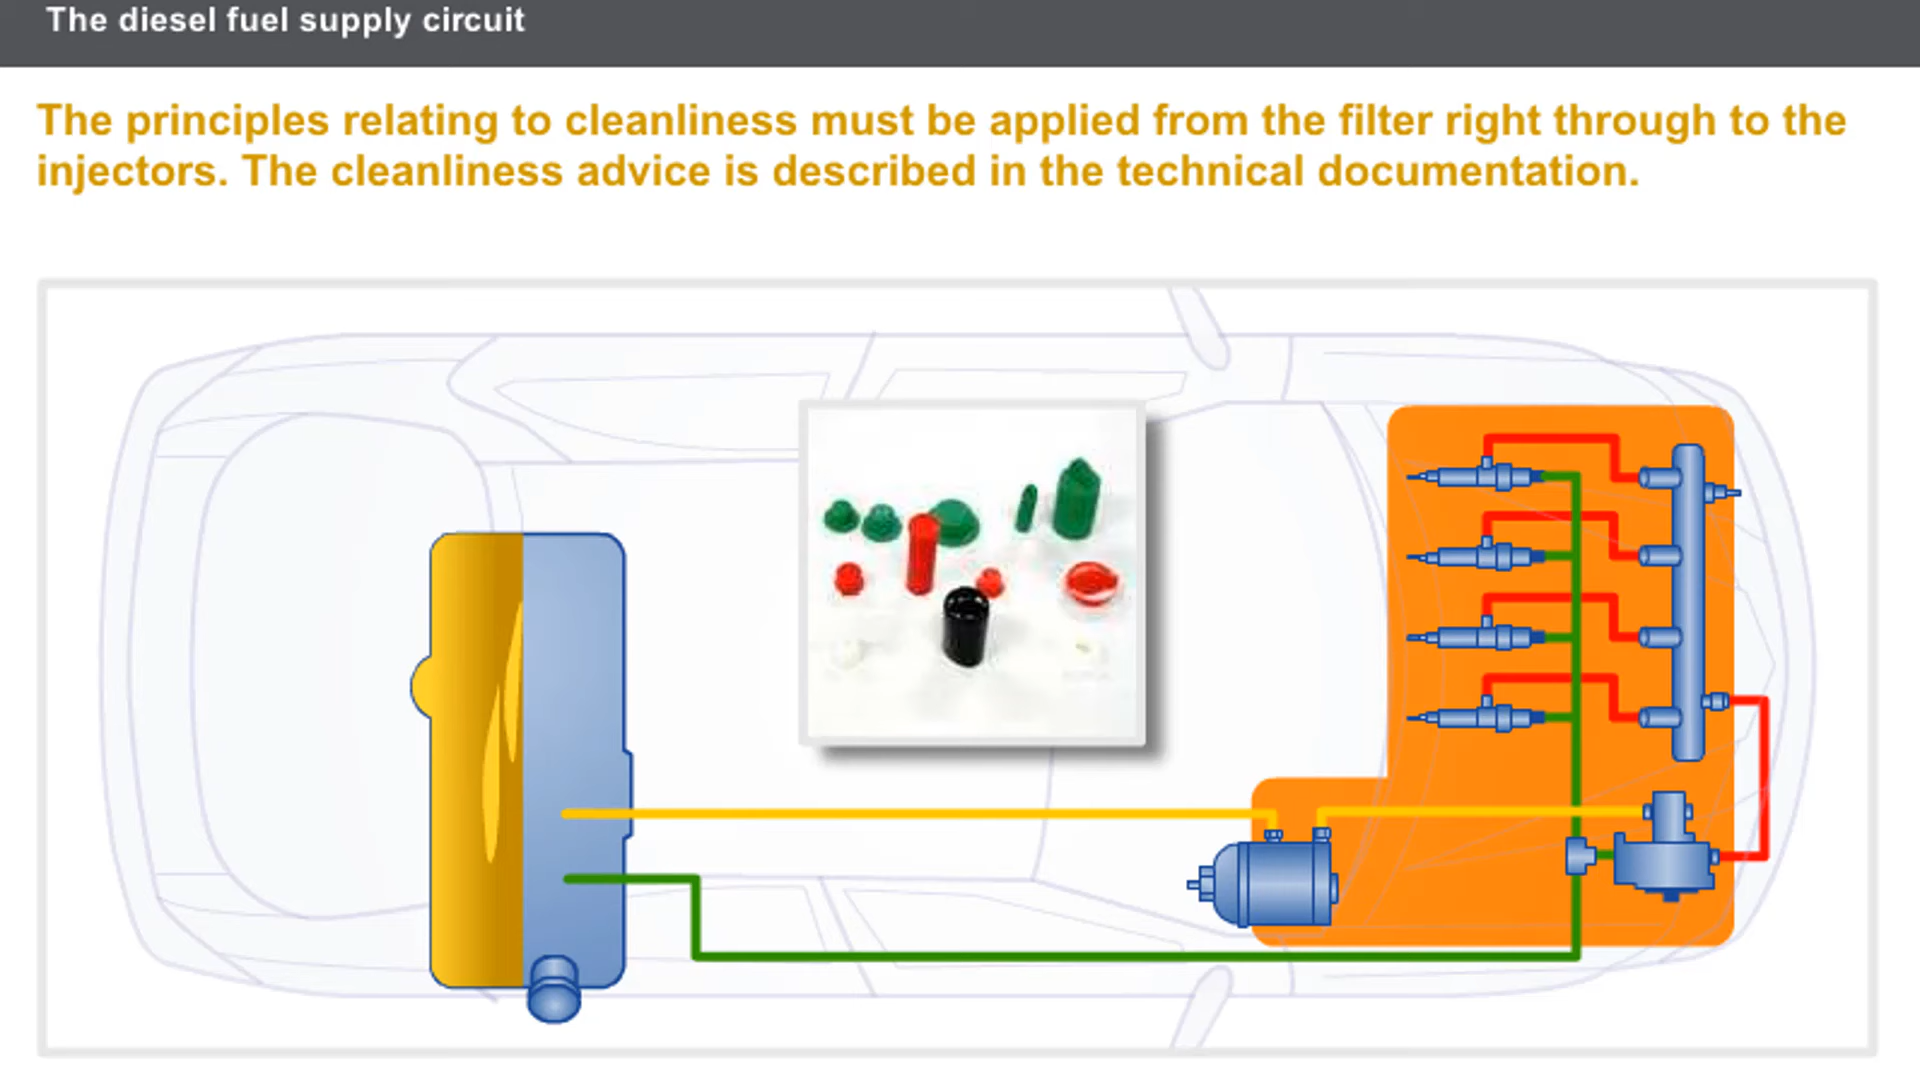 The diesel fuel supply circuit
The principles relating to cleanliness must be applied from the filter right through to the
injectors. The cleanliness advice is described in the technical documentation.